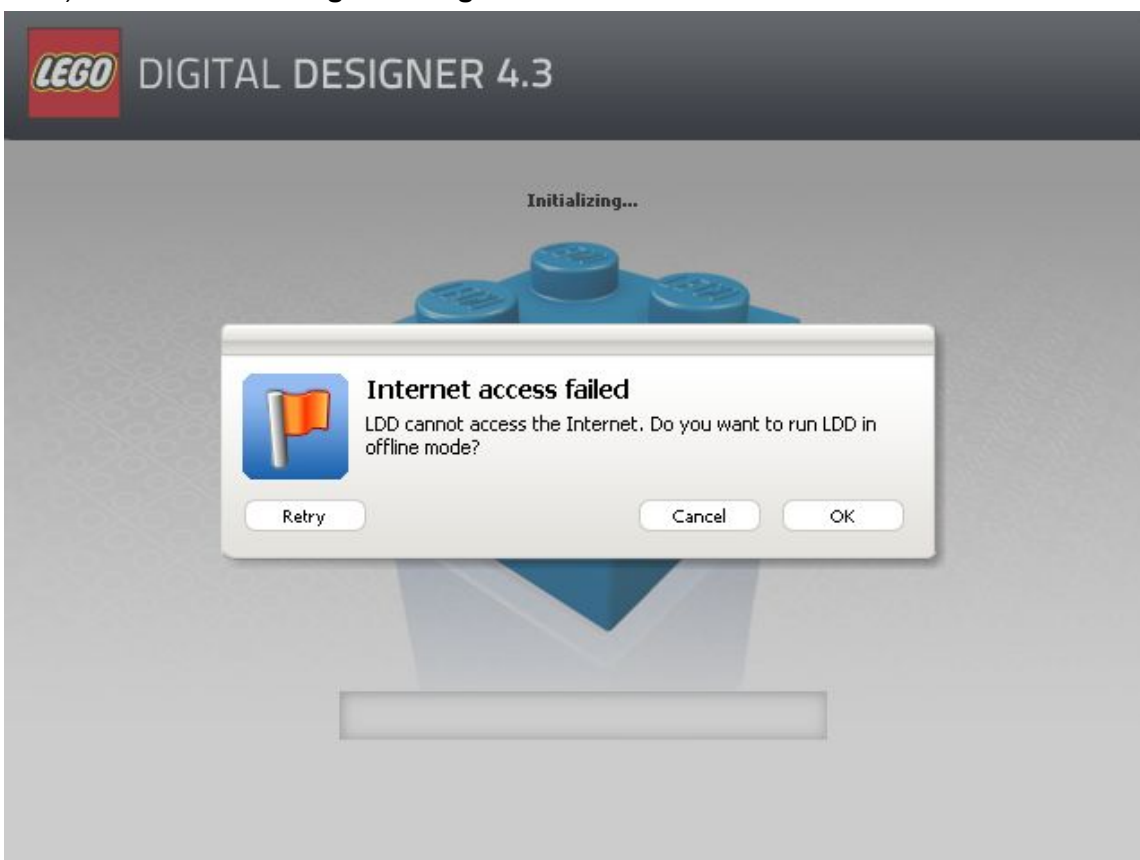 LEGO DIGITAL DESIGNER 4.3
Initializing...
Internet access failed
LDD cannot access the Internet. Do you want to run LDD in
offline mode?
Retry Cancel OK